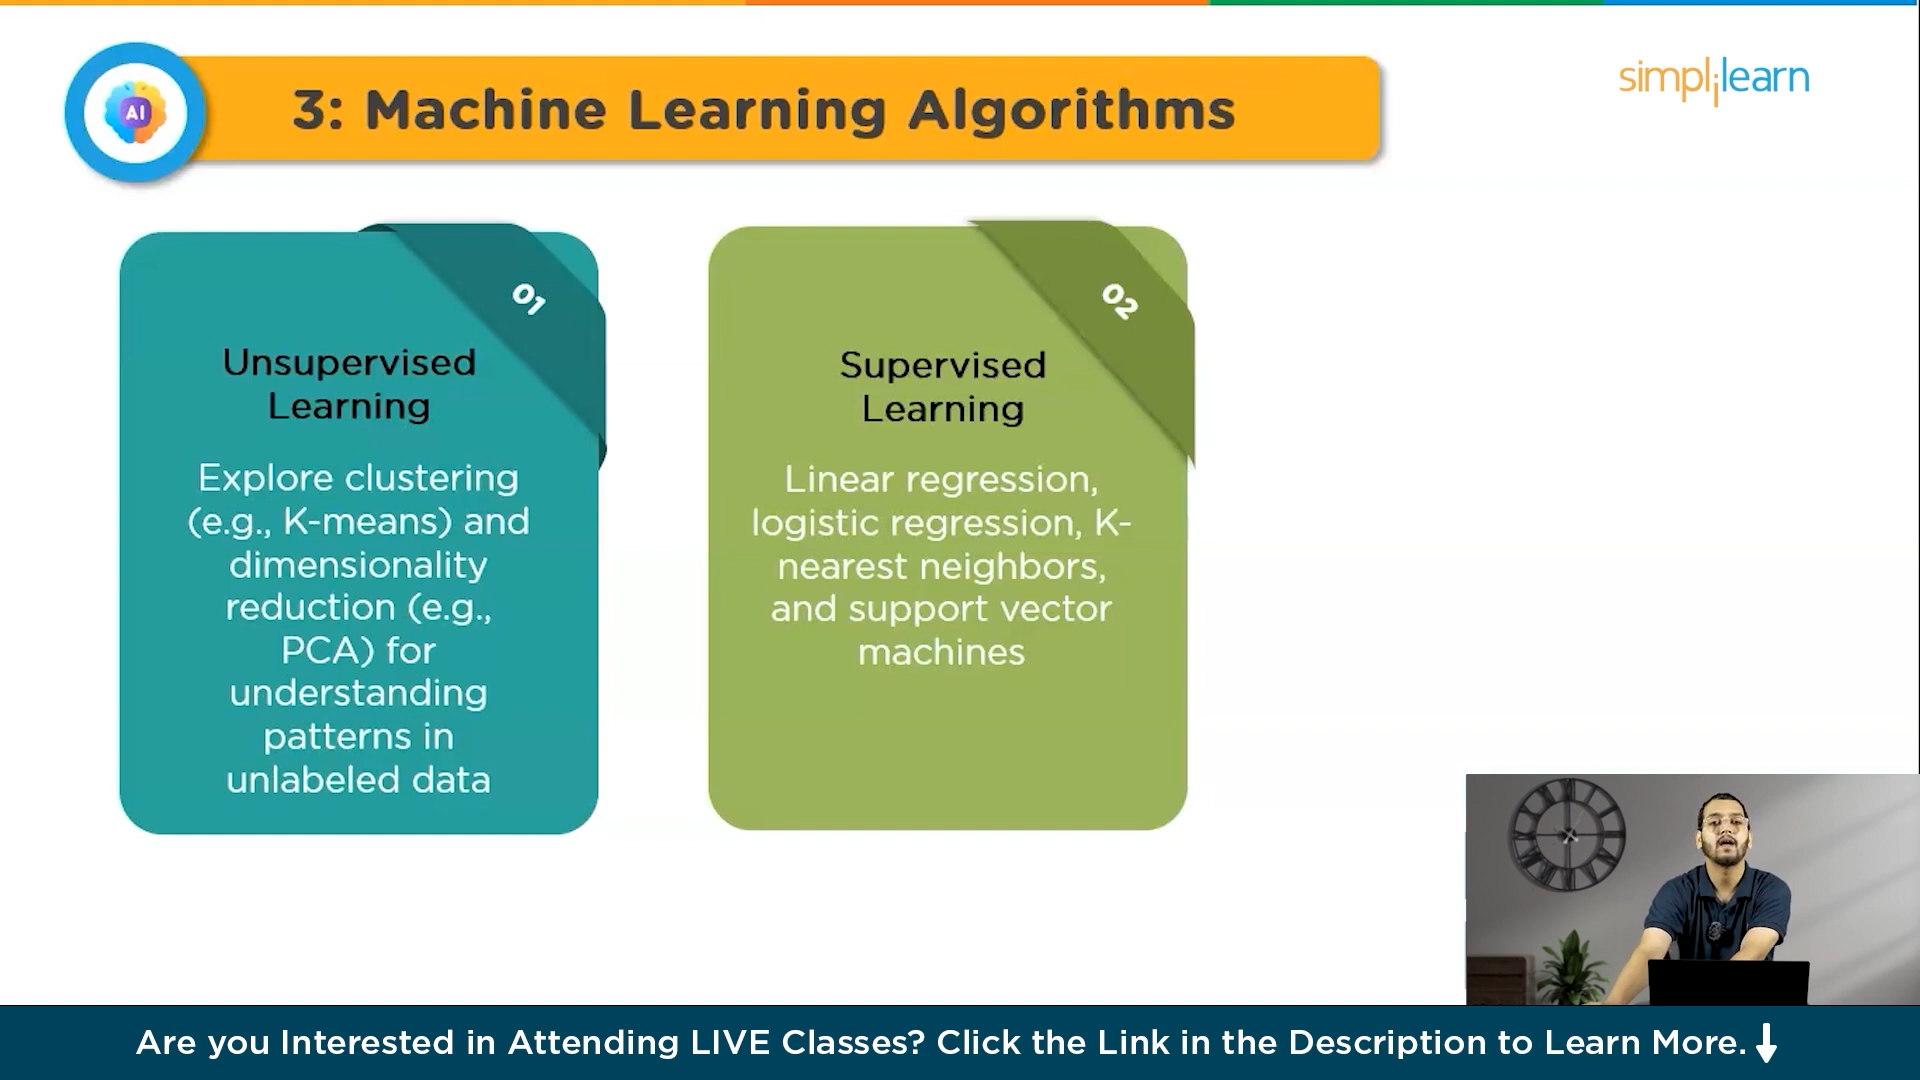 AI
3: Machine Learning Algorithms
simplilearn
01
Unsupervised
Learning
Explore clustering
(e.g., K-means) and
dimensionality
reduction (e.g.,
PCA) for
understanding
patterns in
unlabeled data
02
Supervised
Learning
Linear regression,
logistic regression, K-
nearest neighbors,
and support vector
machines
Are you Interested in Attending LIVE Classes? Click the Link in the Description to Learn More.